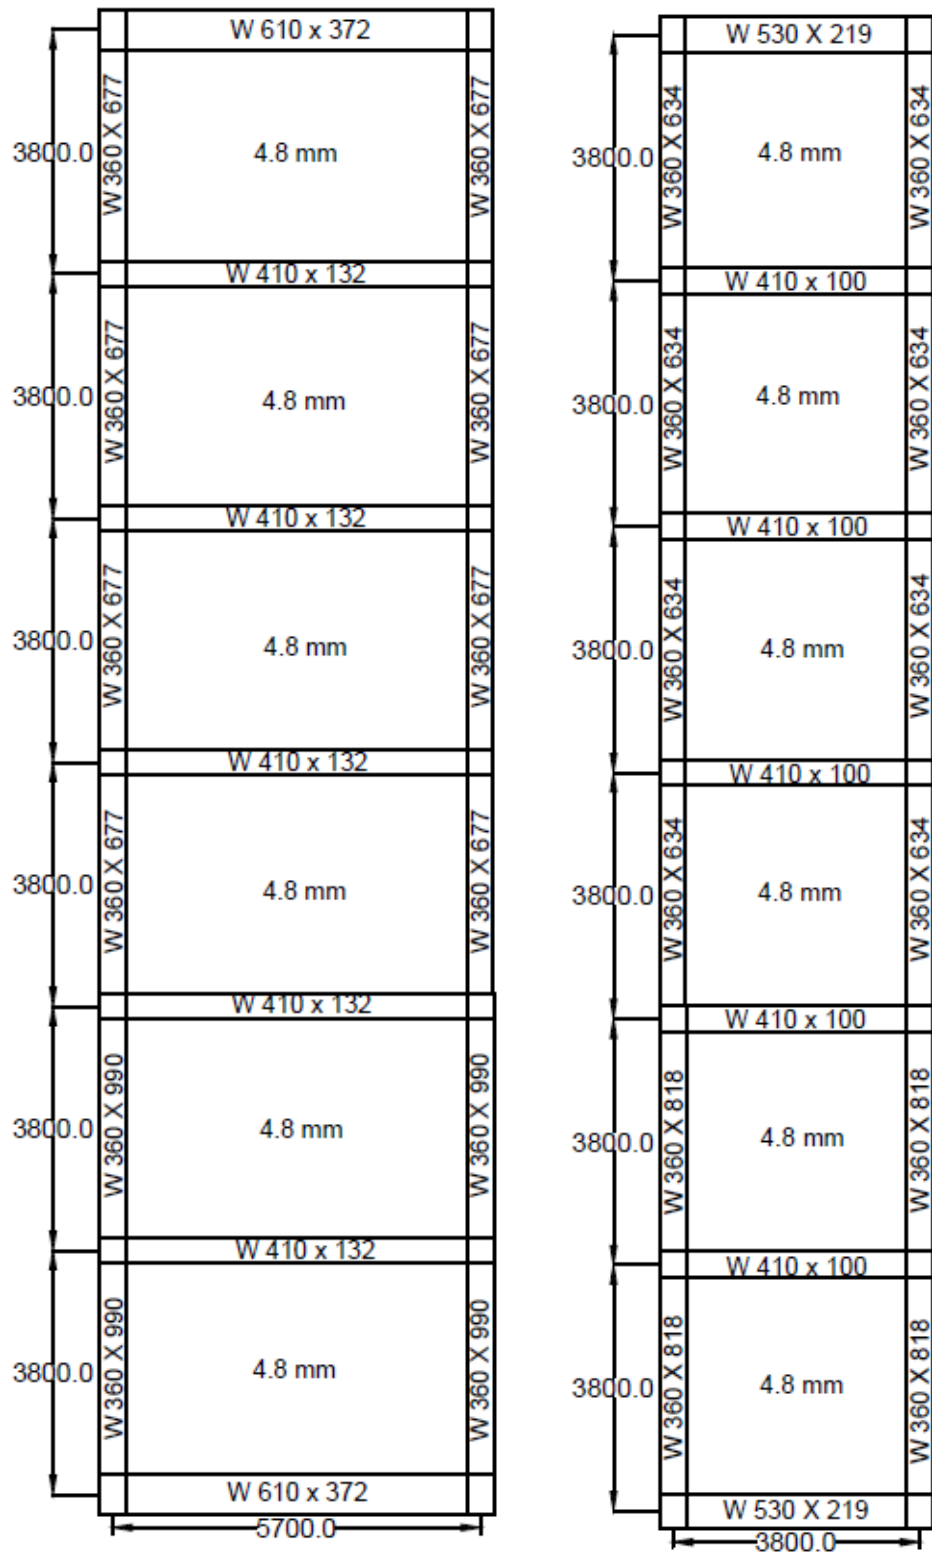 W 610 x 372
3800.0
W 360 X 677
4.8 mm
W 360 X 677
W 410 x 132
3800.0
W 360 X 677
4.8 mm
W 360 X 677
W 410 x 132
3800.0
W 360 X 677
4.8 mm
W 360 X 677
W 410 x 132
3800.0
W 360 X 677
4.8 mm
W 360 X 677
W 410 x 132
3800.0
W 360 X 990
4.8 mm
W 360 X 990
W 410 x 132
3800.0
W 360 X 990
4.8 mm
W 360 X 990
W 610 x 372
5700.0
W 530 X 219
3800.0
W 360 X 634
4.8 mm
W 360 X 634
W 410 x 100
3800.0
W 360 X 634
4.8 mm
W 360 X 634
W 410 x 100
3800.0
W 360 X 634
4.8 mm
W 360 X 634
W 410 x 100
3800.0
W 360 X 634
4.8 mm
W 360 X 634
W 410 x 100
3800.0
W 360 X 818
4.8 mm
W 360 X 818
W 410 x 100
3800.0
W 360 X 818
4.8 mm
W 360 X 818
W 530 X 219
3800.0